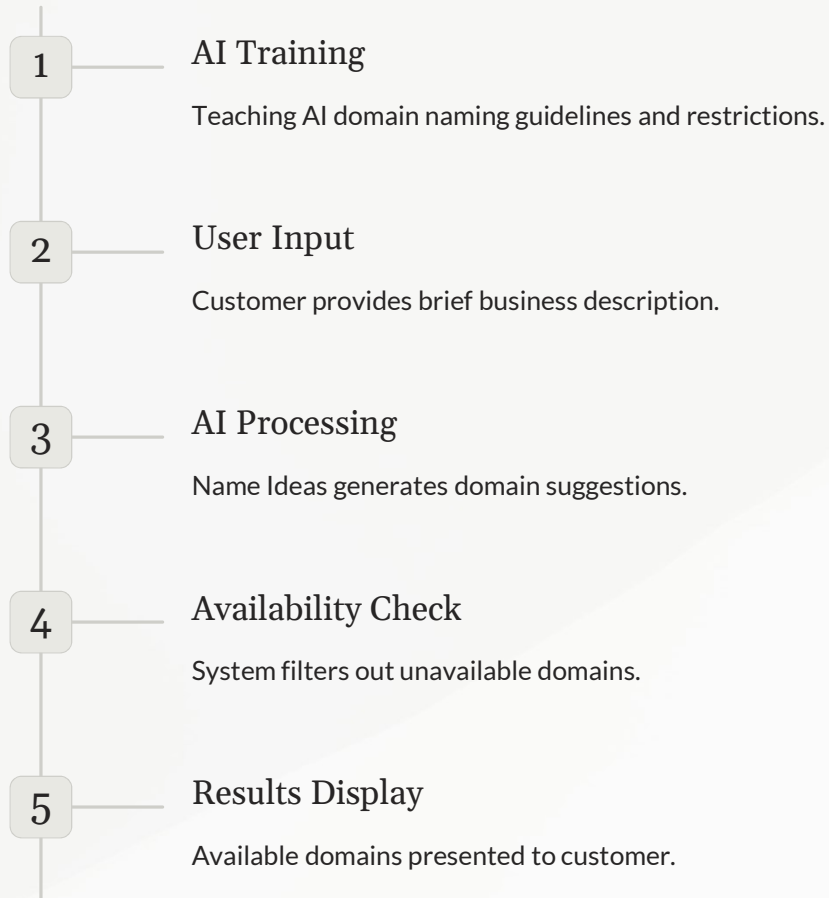 1
AI Training
Teaching AI domain naming guidelines and restrictions.
2
User Input
Customer provides brief business description.
3
AI Processing
Name Ideas generates domain suggestions.
4
Availability Check
System filters out unavailable domains.
5
Results Display
Available domains presented to customer.